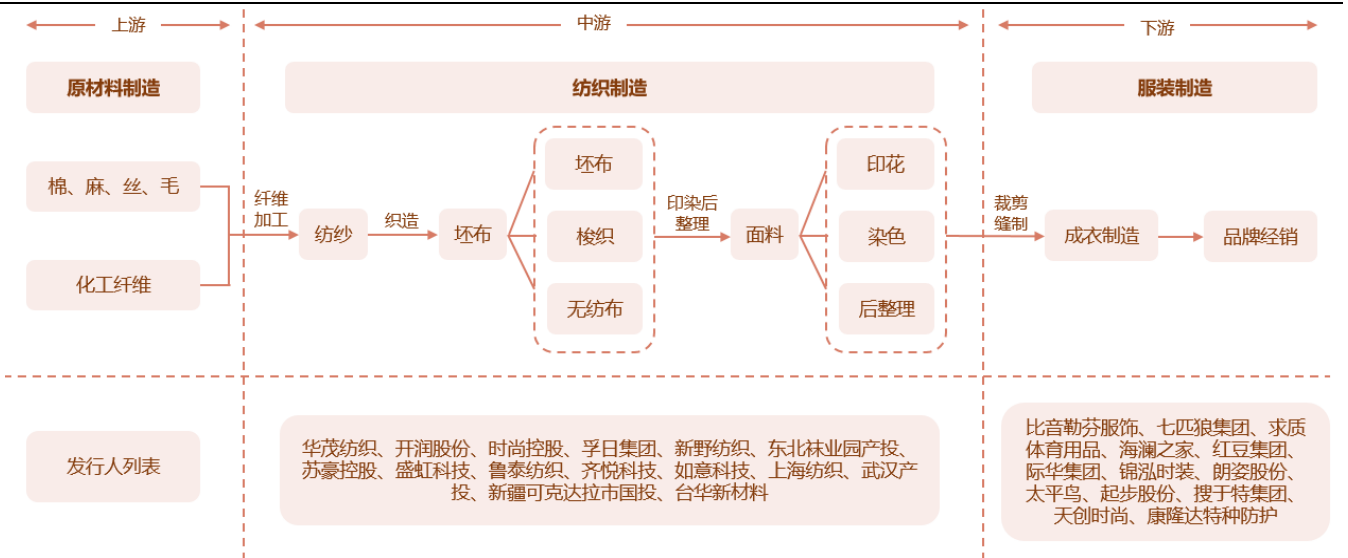 上游
中游
下游
原材料制造
纺织制造
服装制造
棉、麻、丝、毛
化工纤维
纤维
加工
纺纱
织造
坯布
坯布
梭织
无纺布
印染后
整理
面料
印花
染色
后整理
裁剪
缝制
成衣制造
品牌经销
发行人列表
华茂纺织、开润股份、时尚控股、孚日集团、新野纺织、东北袜业园产投、
苏豪控股、盛虹科技、鲁泰纺织、齐悦科技、如意科技、上海纺织、武汉产
投、新疆可克达拉市国投、台华新材料
比音勒芬服饰、七匹狼集团、求质
体育用品、海澜之家、红豆集团、
际华集团、锦泓时装、朗姿股份、
太平鸟、起步股份、搜于特集团、
天创时尚、康隆达特种防护